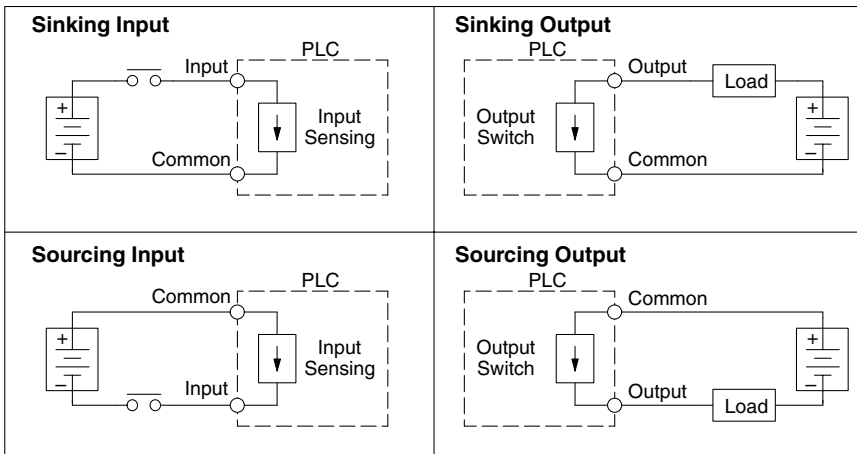 Sinking Input
PLC
Input
+
Input
Sensing
–
Common
Sinking Output
PLC
Output
Load
+
Output
Switch
–
Common
Sourcing Input
PLC
Common
+
Input
Sensing
–
Input
Sourcing Output
PLC
Common
+
Output
Switch
–
Output
Load